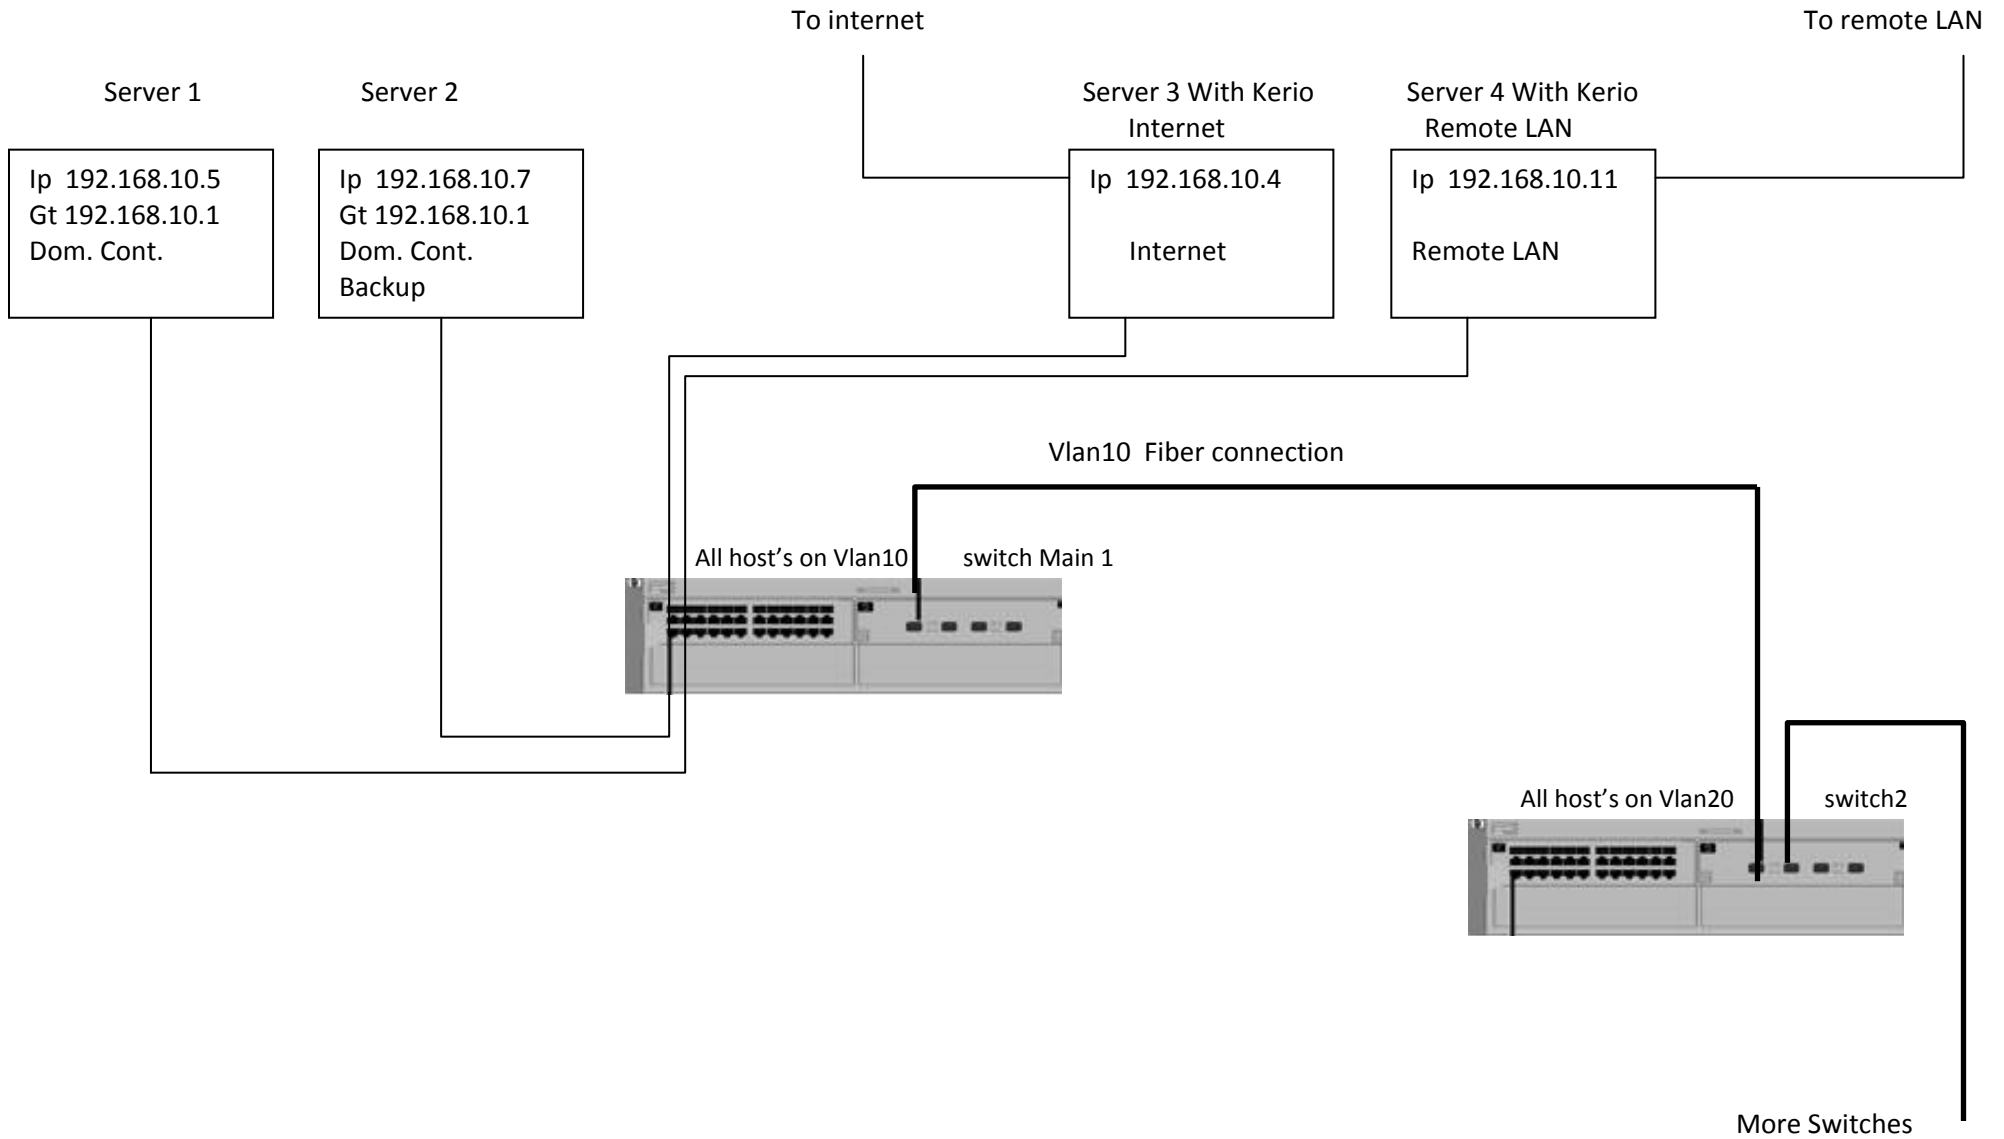 To internet
To remote LAN
Server 1
Server 2
Server 3 With Kerio
Internet
Server 4 With Kerio
Remote LAN
Ip  192.168.10.5
Gt 192.168.10.1
Dom. Cont.
Ip  192.168.10.7
Gt 192.168.10.1
Dom. Cont.
Backup
Ip  192.168.10.4
Internet
Ip  192.168.10.11
Remote LAN
Vlan10  Fiber connection
All host’s on Vlan10
switch Main 1
All host’s on Vlan20
switch2
More Switches